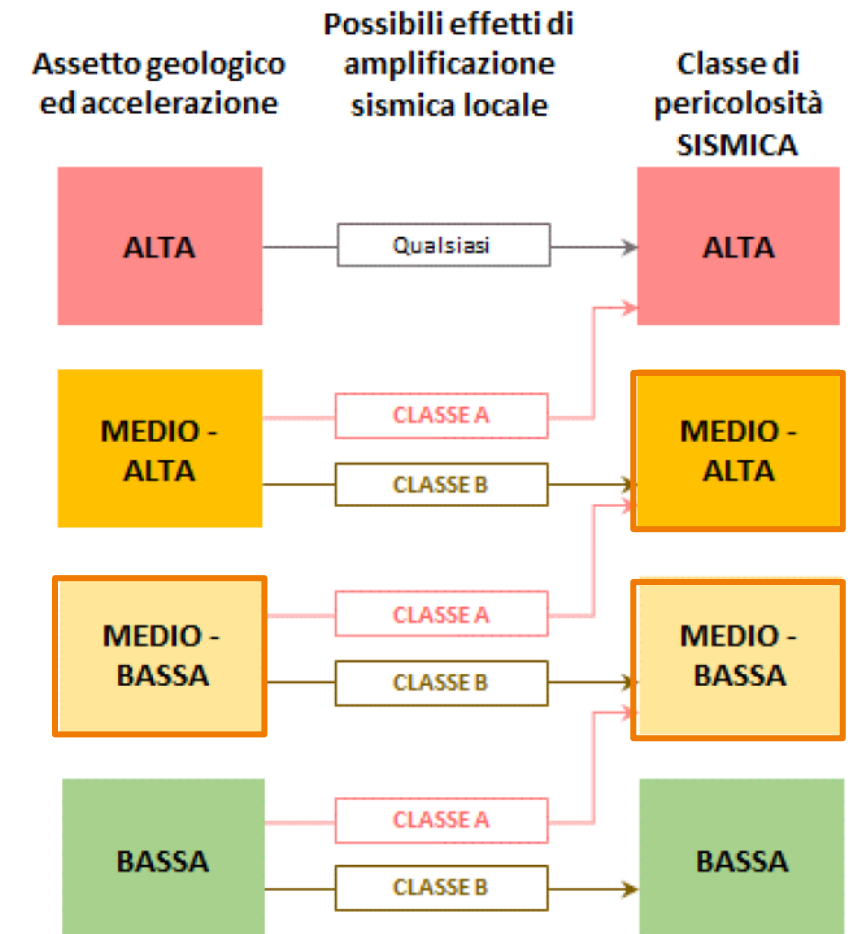 Assetto geologico
ed accelerazione
Possibili effetti di
amplificazione
sismica locale
Classe di
pericolosità
SISMICA
ALTA
Qualsiasi
ALTA
MEDIO -
ALTA
CLASSE A
CLASSE B
MEDIO -
ALTA
MEDIO -
BASSA
CLASSE A
CLASSE B
MEDIO -
BASSA
BASSA
CLASSE A
CLASSE B
BASSA